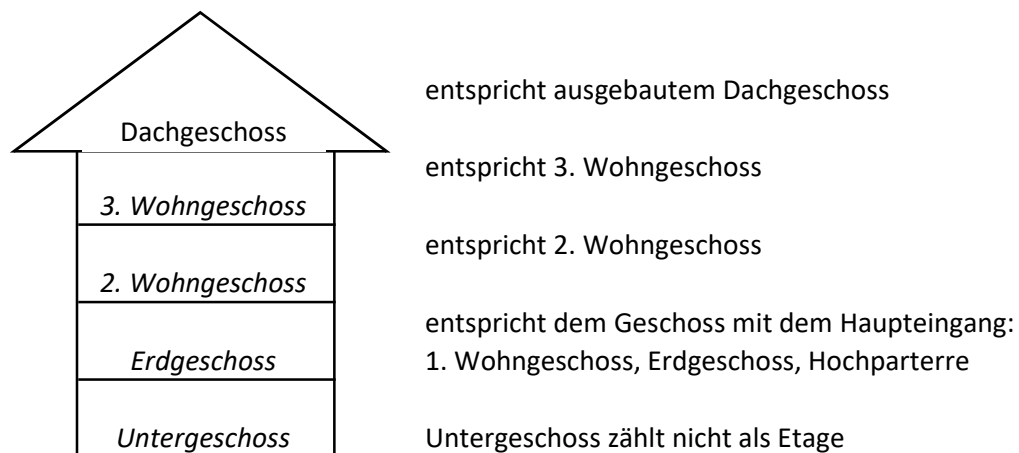 entspricht ausgebautem Dachgeschoss
Dachgeschoss
entspricht 3. Wohngeschoss
3. Wohngeschoss
entspricht 2. Wohngeschoss
2. Wohngeschoss
entspricht dem Geschoss mit dem Haupteingang:
Erdgeschoss
1. Wohngeschoss, Erdgeschoss, Hochparterre
Untergeschoss
Untergeschoss zählt nicht als Etage